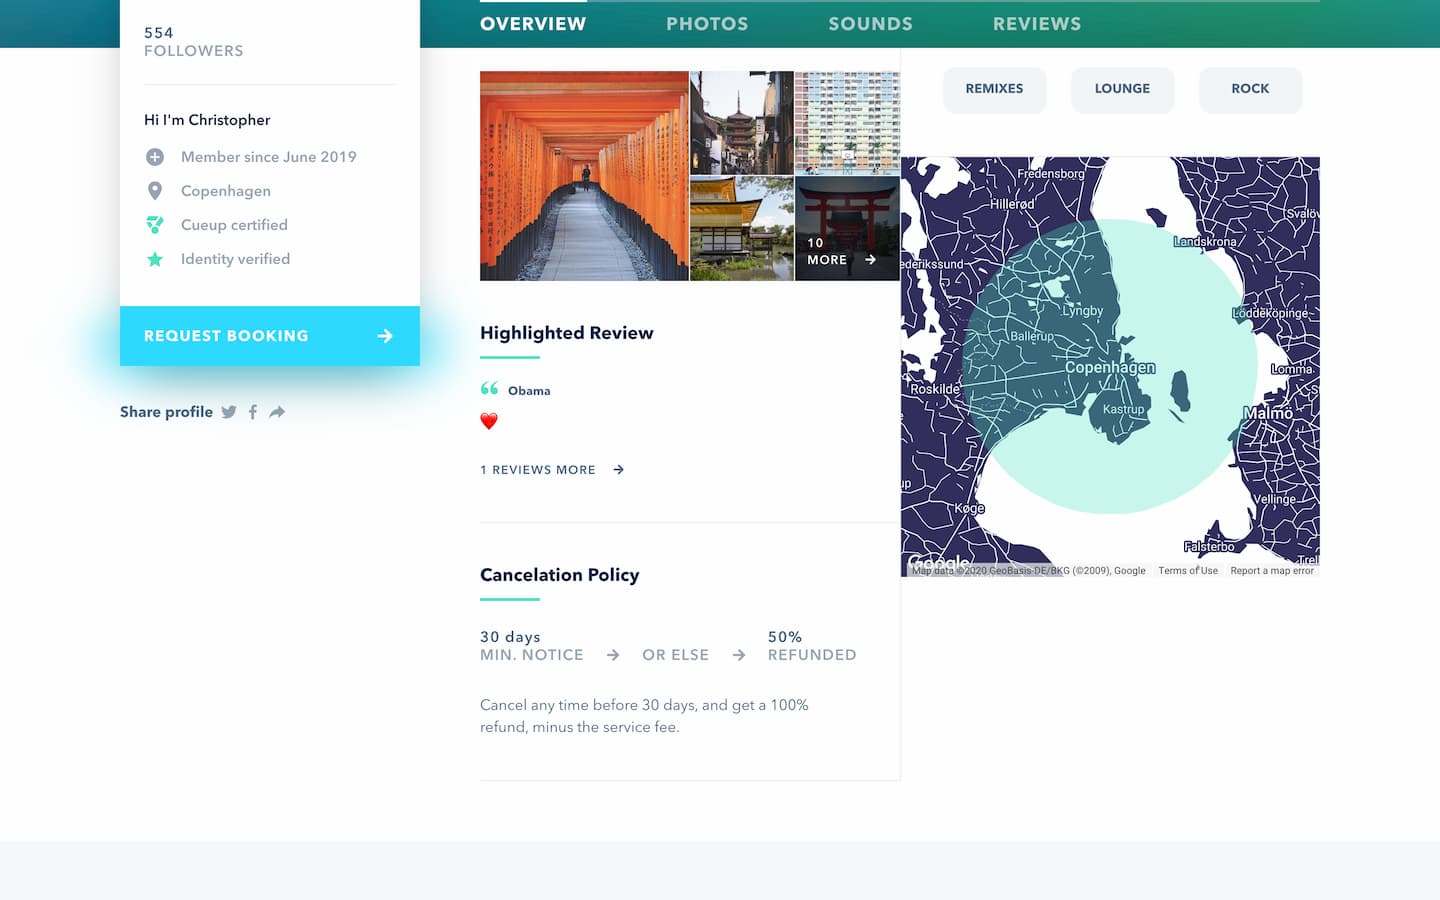 554
FOLLOWERS
Hi I'm Christopher
Member since June 2019
Copenhagen
Cueup certified
Identity verified
REQUEST BOOKING
Share profile
OVERVIEW
PHOTOS
SOUNDS
REVIEWS
10
MORE
Highlighted Review
Obama
1 REVIEWS MORE
Cancelation Policy
30 days
MIN. NOTICE
OR ELSE
50%
REFUNDED
Cancel any time before 30 days, and get a 100%
refund, minus the service fee.
REMIXES
LOUNGE
ROCK
Fredensborg
Hillerød
Svalöv
Landskrona
ederikssund
Lyngby
Löddeköpinge
Ballerup
Copenhagen
Lomma
Roskilde
Kastrup
Malmö
up
Køge
Vellinge
Falsterbo
Trell
Google
Map data ©2020 GeoBasis-DE/BKG (©2009), Google
Terms of Use
Report a map error